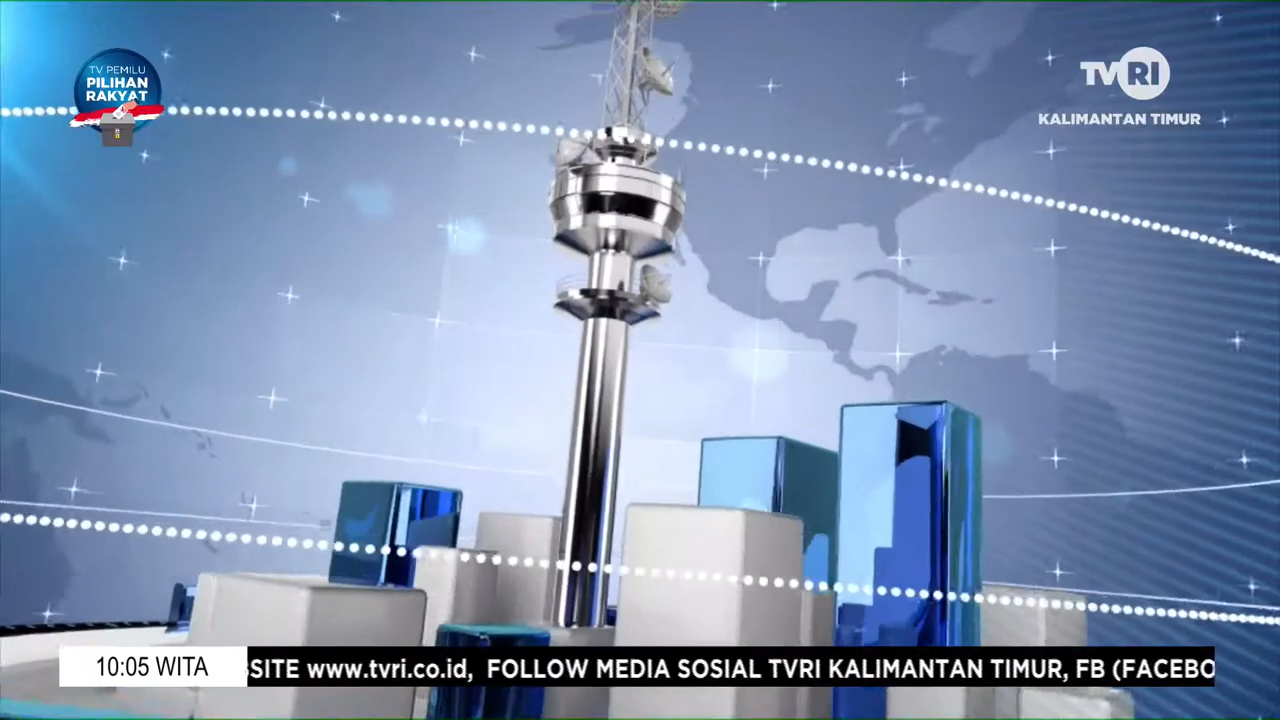 TV PEMILU
PILIHAN
RAKYAT
TVRI
KALIMANTAN TIMUR
10:05 WITA
SITE www.tvri.co.id, FOLLOW MEDIA SOSIAL TVRI KALIMANTAN TIMUR, FB (FACEBO